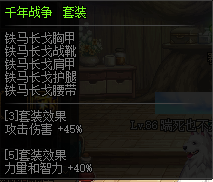 千年战争 套装
铁马长戈胸甲
铁马长戈战靴
铁马长戈肩甲
铁马长戈护腿
铁马长戈腰带
[3]套装效果
攻击伤害 +45%
[5]套装效果
力量和智力 +40%